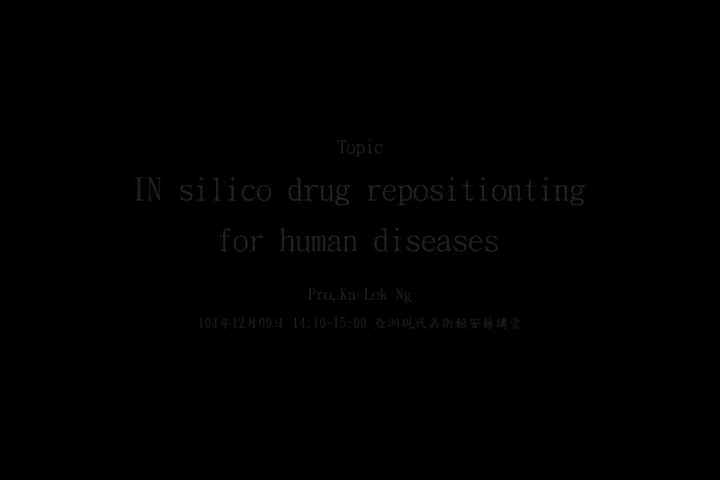 Topic
IN silico drug repositionting
for human diseases
Pro.Ka-Lok Ng
104年12月09日 14:10-15:00 亞洲現代美術館安藤講堂